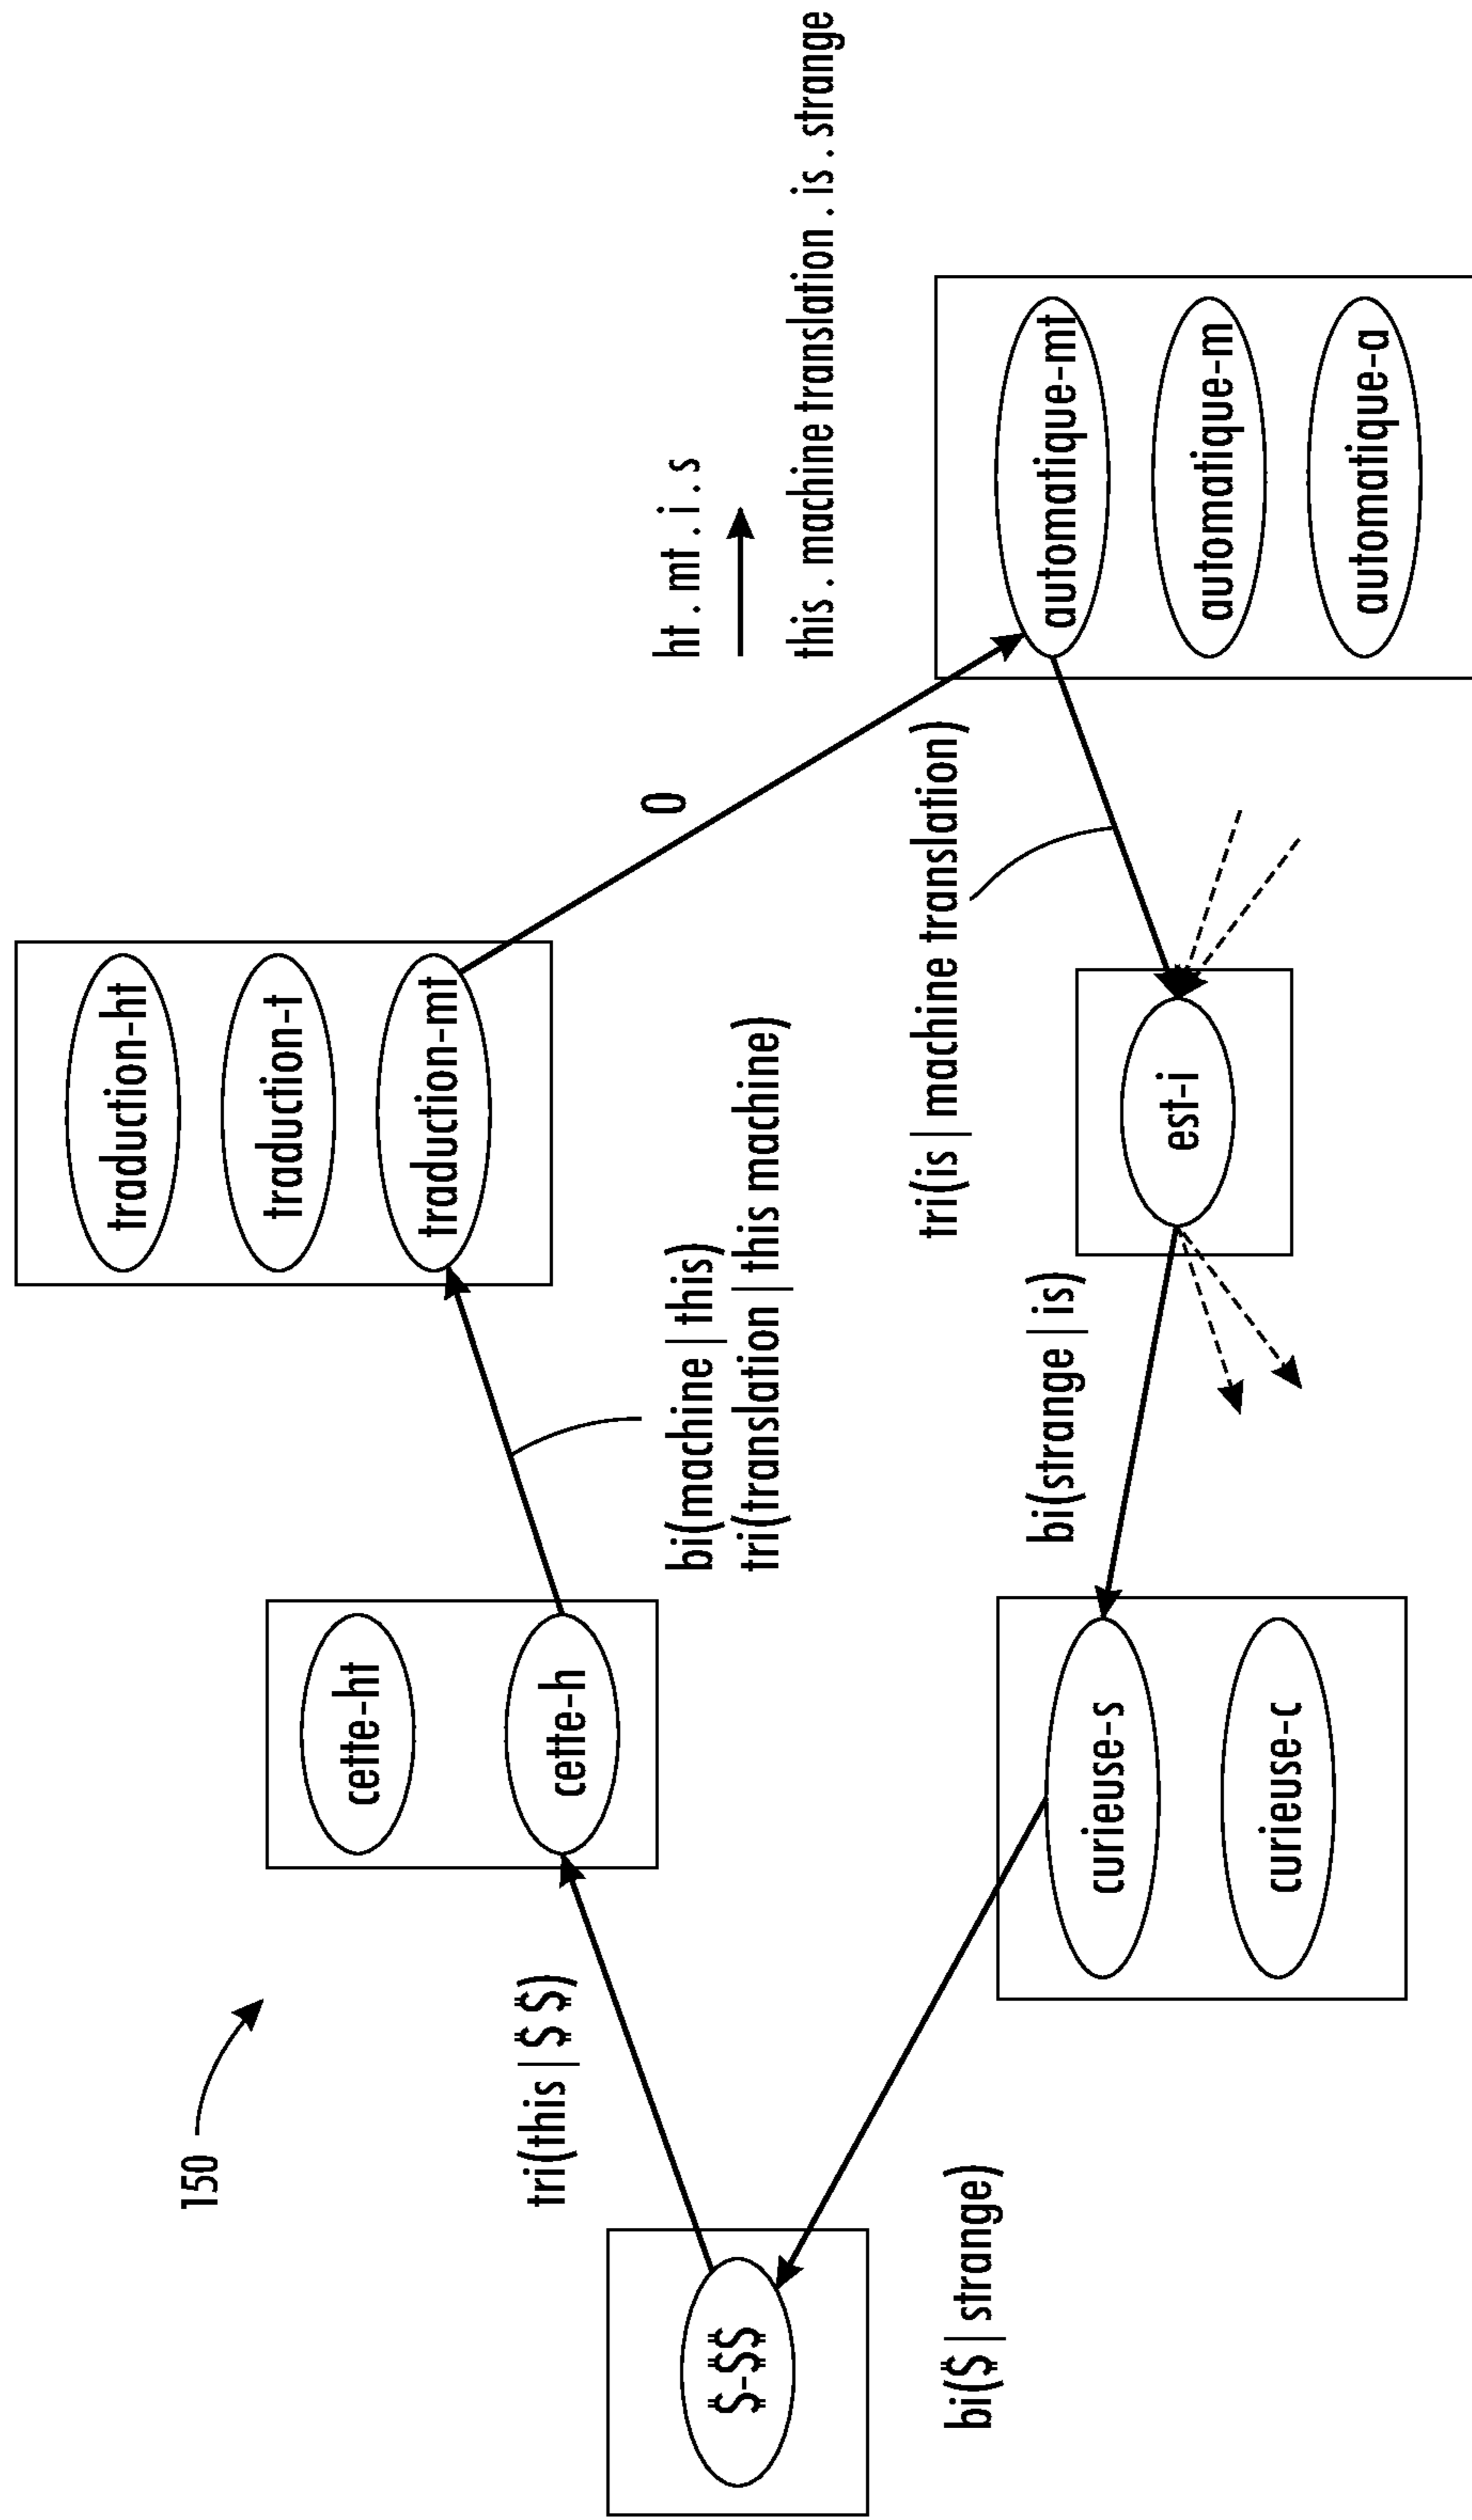 traduction-ht
150
traduction-t
cette-ht
traduction-mt
tri(this | $ $)
cette-h
bi(machine | this)
tri(translation | this machine)
0
ht . mt . i . s
this . machine translation . is . strange
$-$$
bi($ | strange)
tri(is | machine translation)
bi(strange | is)
automatique-mt
curieuse-s
est-i
automatique-m
curieuse-c
automatique-a